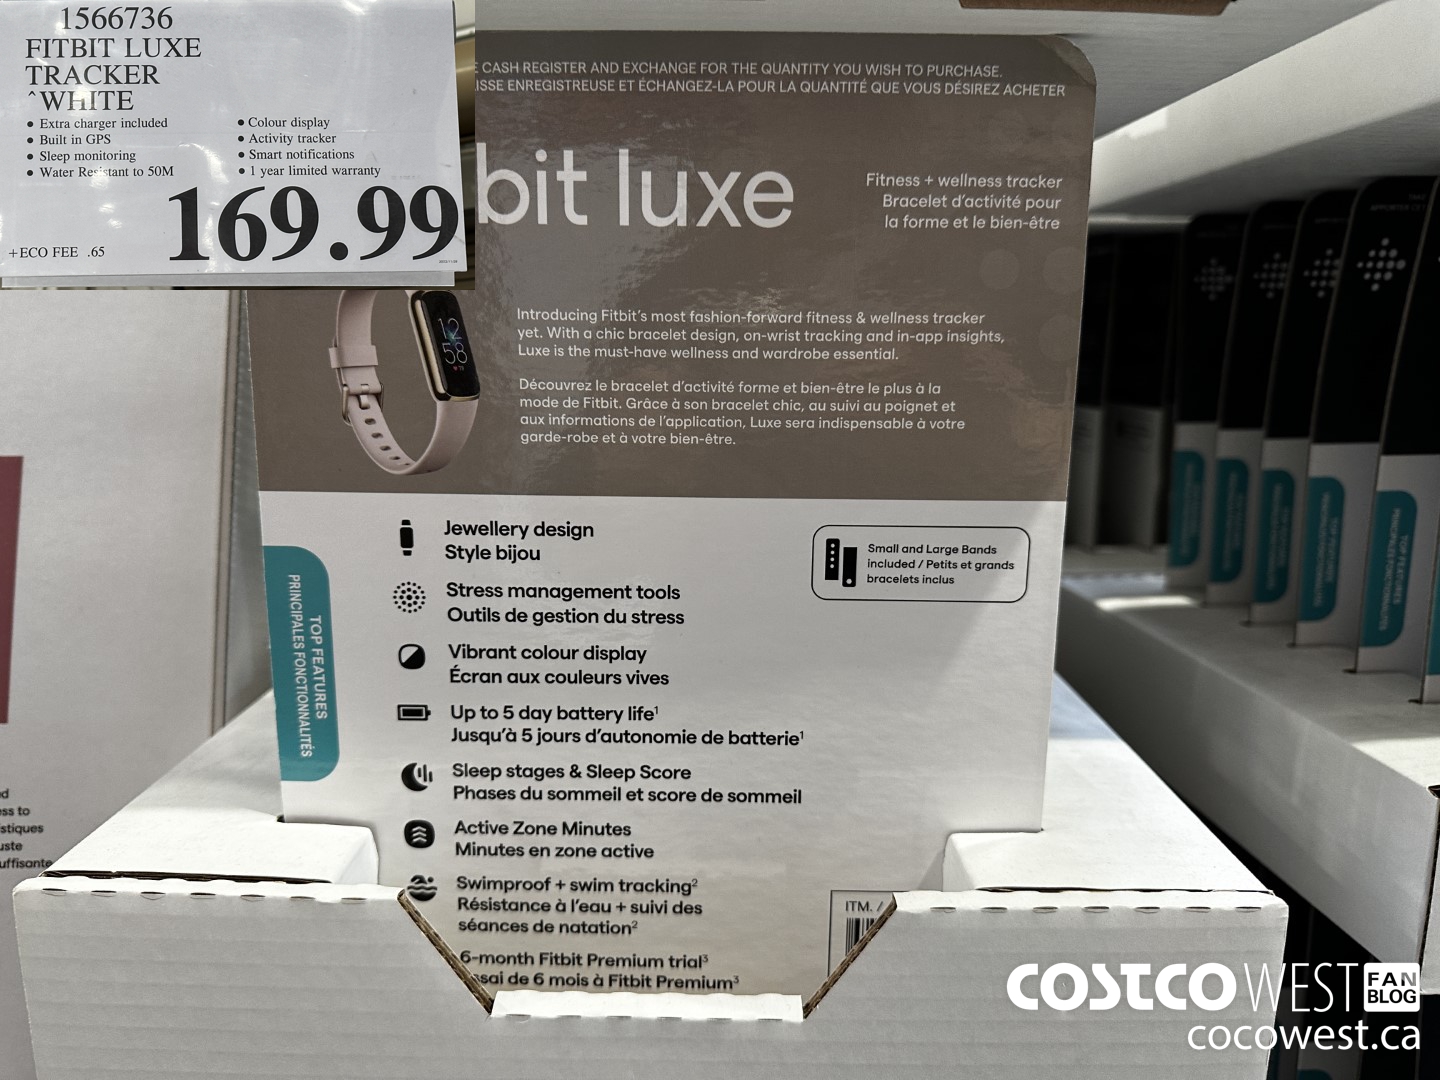 1566736
FITBIT LUXE
TRACKER
^WHITE
• Extra charger included
• Built in GPS
• Sleep monitoring
• Water Resistant to 50M
• Colour display
• Activity tracker
• Smart notifications
• 1 year limited warranty
169.99
+ECO FEE .65
CASH REGISTER AND EXCHANGE FOR THE QUANTITY YOU WISH TO PURCHASE.
ISSE ENREGISTREUSE ET ÉCHANGEZ-LA POUR LA QUANTITÉ QUE VOUS DÉSIREZ ACHETER
bit luxe
Fitness + wellness tracker
Bracelet d'activité pour
la forme et le bien-être
Introducing Fitbit's most fashion-forward fitness & wellness tracker
yet. With a chic bracelet design, on-wrist tracking and in-app insights,
Luxe is the must-have wellness and wardrobe essential.
Découvrez le bracelet d'activité forme et bien-être le plus à la
mode de Fitbit. Grâce à son bracelet chic, au suivi au poignet et
aux informations de l'application, Luxe sera indispensable à votre
garde-robe et à votre bien-être.
12
58
TOP FEATURES
PRINCIPALES FONCTIONNALITÉS
Jewellery design
Style bijou
Stress management tools
Outils de gestion du stress
Vibrant colour display
Écran aux couleurs vives
Up to 5 day battery life¹
Jusqu'à 5 jours d'autonomie de batterie¹
Sleep stages & Sleep Score
Phases du sommeil et score de sommeil
Active Zone Minutes
Minutes en zone active
Swimproof + swim tracking²
Résistance à l'eau + suivi des
séances de natation²
6-month Fitbit Premium trial³
ssai de 6 mois à Fitbit Premium³
Small and Large Bands
included / Petits et grands
bracelets inclus
ITM. /
d
ss to
stiques
uste
uffisante
TOP FEATURES
PRINCIPALES FONCTIONNALITÉS
COSTCO WEST FAN BLOG
cocowest.ca